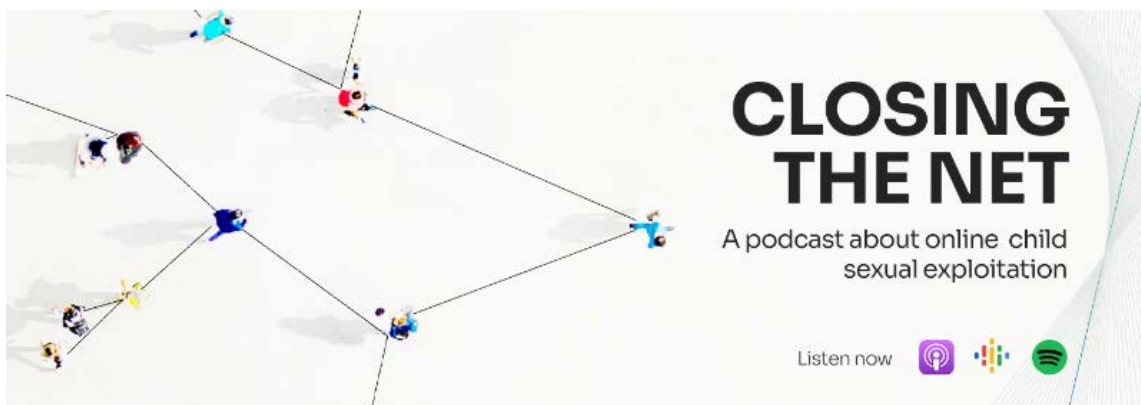 CLOSING
THE NET
A podcast about online child
sexual exploitation
Listen now